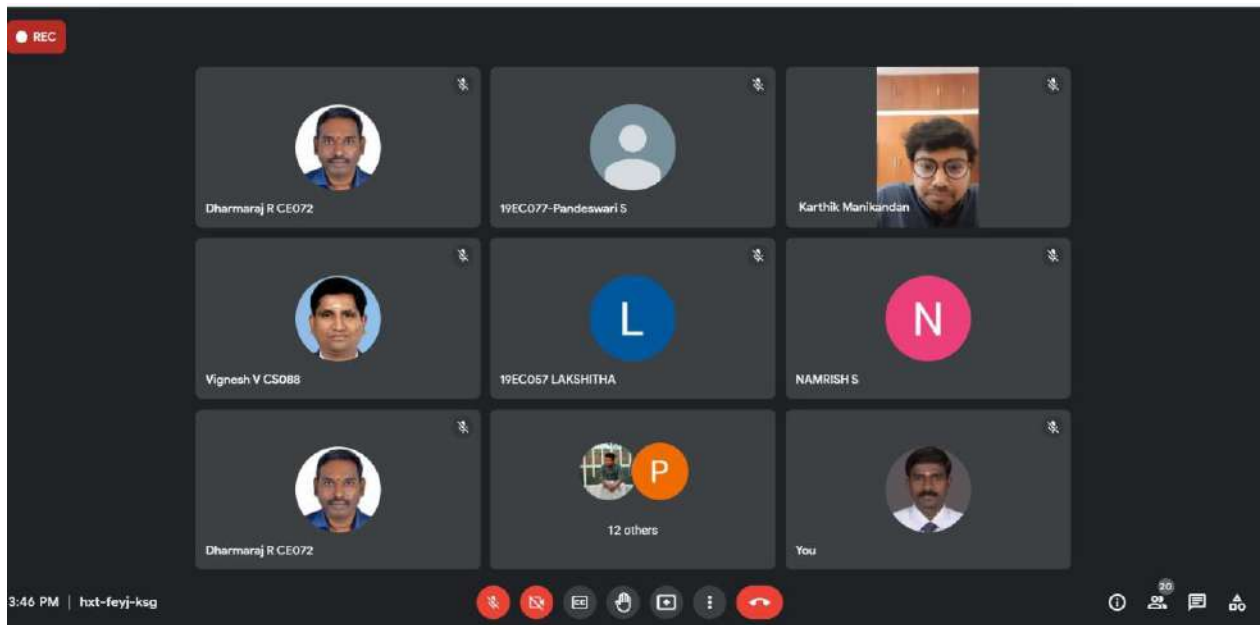 REC
Dharmaraj R CE072
19EC077-Pandeswari S
Karthik Manikandan
Vignesh V CS088
L
19EC057 LAKSHITHA
N
NAMRISH S
Dharmaraj R CE072
P
12 others
You
3:46 PM | hxt-feyj-ksg
CC
20